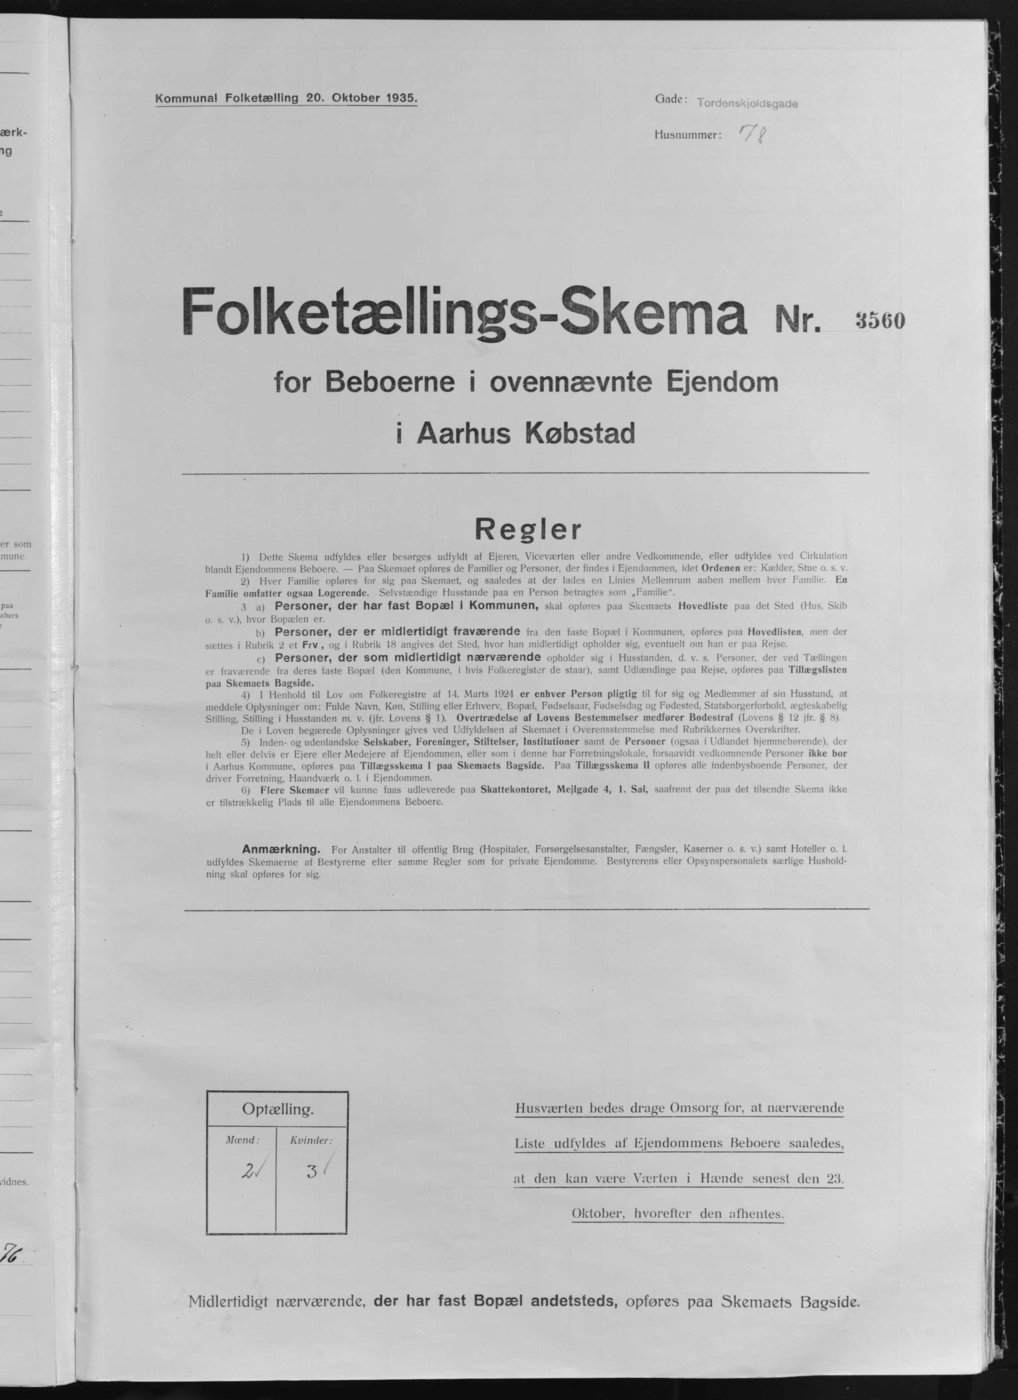 Kommunal Folketælling 20. Oktober 1935.
Gade: Tordenskjoldsgade
Husnummer: 78
Folketællings-Skema Nr. 3560
for Beboerne i ovennævnte Ejendom
i Aarhus Købstad
Regler
1) Dette Skema udfyldes eller besørges udfyldt af Ejeren, Viceværten eller andre Vedkommende, eller udfyldes ved Cirkulation
blandt Ejendommens Beboere. — Paa Skemaet opføres de Familier og Personer, der findes i Ejendommen, idet Ordenen er: Kælder, Stue o. s. v.
2) Hver Familie opføres for sig paa Skemaet, og saaledes at der lades en Linies Mellemrum aaben mellem hver Familie. En
Familie omfatter ogsaa Logerende. Selvstændige Husstande paa en Person betragtes som „Familie“.
3 a) Personer, der har fast Bopæl i Kommunen, skal opføres paa Skemaets Hovedliste paa det Sted (Hus, Skib
o. s. v.), hvor Bopælen er.
b) Personer, der er midlertidigt fraværende fra den faste Bopæl i Kommunen, opføres paa Hovedlisten, men der
sættes i Rubrik 2 et Frv., og i Rubrik 18 angives det Sted, hvor han midlertidigt opholder sig, eventuelt om han er paa Rejse.
c) Personer, der som midlertidigt nærværende opholder sig i Husstanden, d. v. s. Personer, der ved Tællingen
er fraværende fra deres faste Bopæl (den Kommune, i hvis Folkeregister de staar), samt Udlændinge paa Rejse, opføres paa Tillægslisten
paa Skemaets Bagside.
4) I Henhold til Lov om Folkeregistre af 14. Marts 1924 er enhver Person pligtig til for sig og Medlemmer af sin Husstand, at
meddele Oplysninger om: Fulde Navn, Køn, Stilling eller Erhverv, Bopæl, Fødselsaar, Fødselsdag og Fødested, Statsborgerforhold, ægteskabelig
Stilling, Stilling i Husstanden m. v. (jfr. Lovens § 1). Overtrædelse af Lovens Bestemmelser medfører Bødestraf (Lovens § 12 jfr. § 8).
De i Loven begærede Oplysninger gives ved Udfyldelsen af Skemaet i Overensstemmelse med Rubrikkernes Overskrifter.
5) Inden- og udenlandske Selskaber, Foreninger, Stiftelser, Institutioner samt de Personer (ogsaa i Udlandet hjemmehørende), der
helt eller delvis er Ejere eller Medejere af Ejendommen, eller som i denne har Forretningslokale, forsaavidt vedkommende Personer ikke bor
i Aarhus Kommune, opføres paa Tillægsskema I paa Skemaets Bagside. Paa Tillægsskema II opføres alle indenbysboende Personer, der
driver Forretning, Haandværk o. l. i Ejendommen.
6) Flere Skemaer vil kunne faas udleverede paa Skattekontoret, Mejlgade 4, 1. Sal, saafremt der paa det tilsendte Skema ikke
er tilstrækkelig Plads til alle Ejendommens Beboere.
Anmærkning. For Anstalter til offentlig Brug (Hospitaler, Forsørgelsesanstalter, Fængsler, Kaserner o. s. v.) samt Hoteller o. l.
udfyldes Skemaerne af Bestyrerne efter samme Regler som for private Ejendomme. Bestyrerens eller Opsynspersonalets særlige Hushold-
ning skal opføres for sig.
Optælling.
Mænd: Kvinder:
2 3
Husværten bedes drage Omsorg for, at nærværende
Liste udfyldes af Ejendommens Beboere saaledes,
at den kan være Værten i Hænde senest den 23.
Oktober, hvorefter den afhentes.
Midlertidigt nærværende, der har fast Bopæl andetsteds, opføres paa Skemaets Bagside.
ærk-
ng
er som
mune.
paa
abers
vidnes.
76